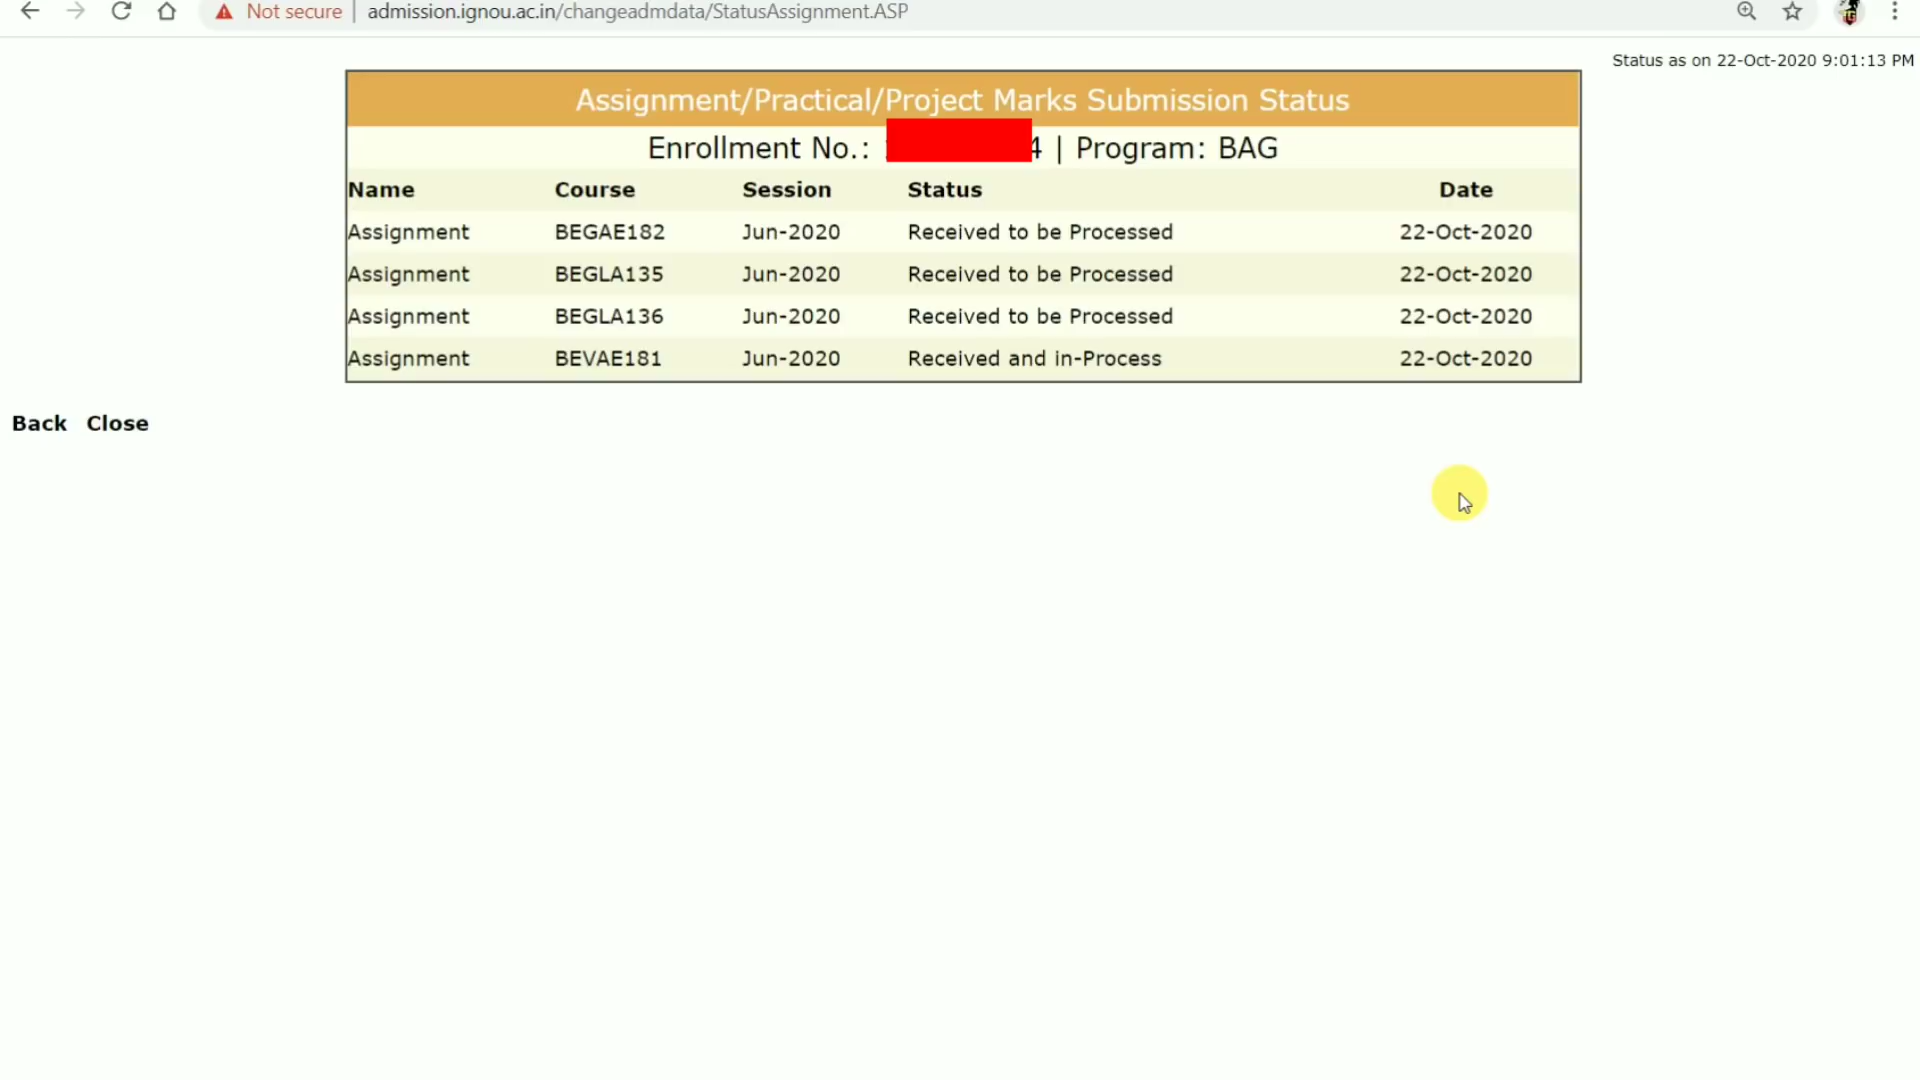 Not secure | admission.ignou.ac.in/changeadmdata/StatusAssignment.ASP
Status as on 22-Oct-2020 9:01:13 PM
Assignment/Practical/Project Marks Submission Status
Enrollment No.: 4 | Program: BAG
Name Course Session Status Date
Assignment BEGAE182 Jun-2020 Received to be Processed 22-Oct-2020
Assignment BEGLA135 Jun-2020 Received to be Processed 22-Oct-2020
Assignment BEGLA136 Jun-2020 Received to be Processed 22-Oct-2020
Assignment BEVAE181 Jun-2020 Received and in-Process 22-Oct-2020
Back Close